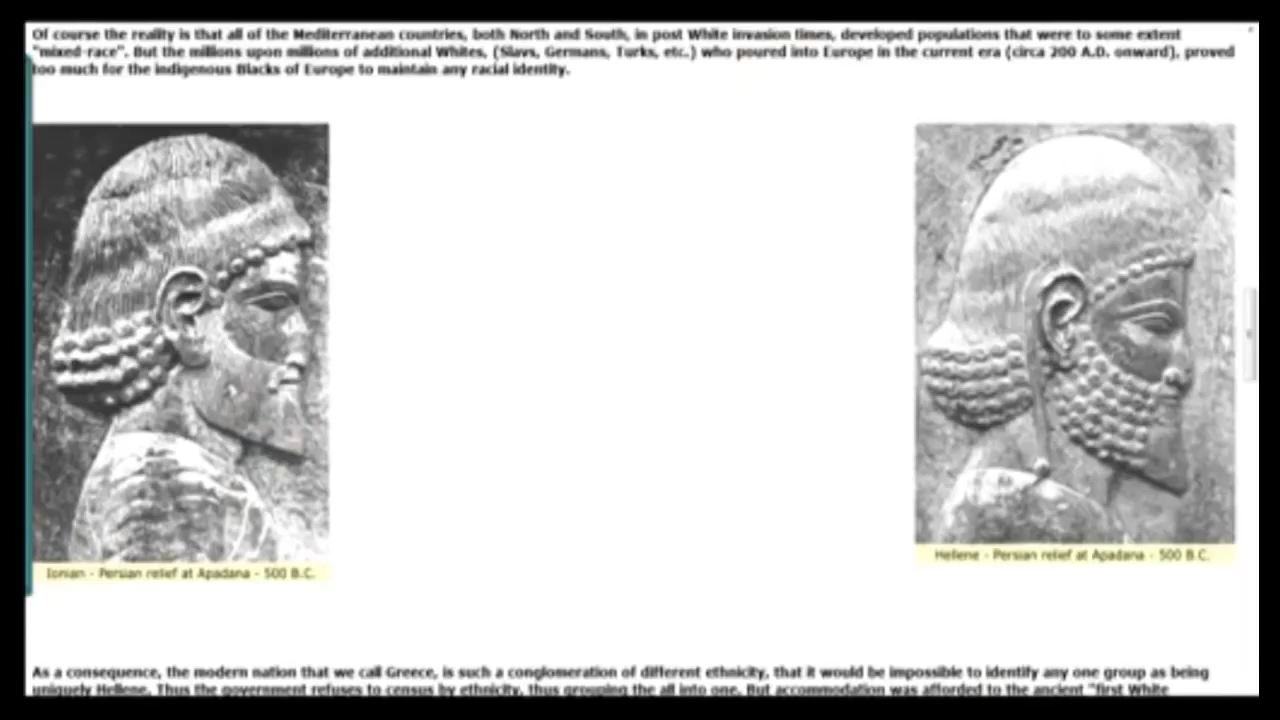 Of course the reality is that all of the Mediterranean countries, both North and South, in post White invasion times, developed populations that were to some extent
"mixed-race". But the millions upon millions of additional Whites, (Slavs, Germans, Turks, etc.) who poured into Europe in the current era (circa 200 A.D. onward), proved
too much for the indigenous Blacks of Europe to maintain any racial identity.
Ionian - Persian relief at Apadana - 500 B.C.
Hellene - Persian relief at Apadana - 500 B.C.
As a consequence, the modern nation that we call Greece, is such a conglomeration of different ethnicity, that it would be impossible to identify any one group as being
uniquely Hellene. Thus the government refuses to census by ethnicity, thus grouping the all into one. But accommodation was afforded to the ancient "first White